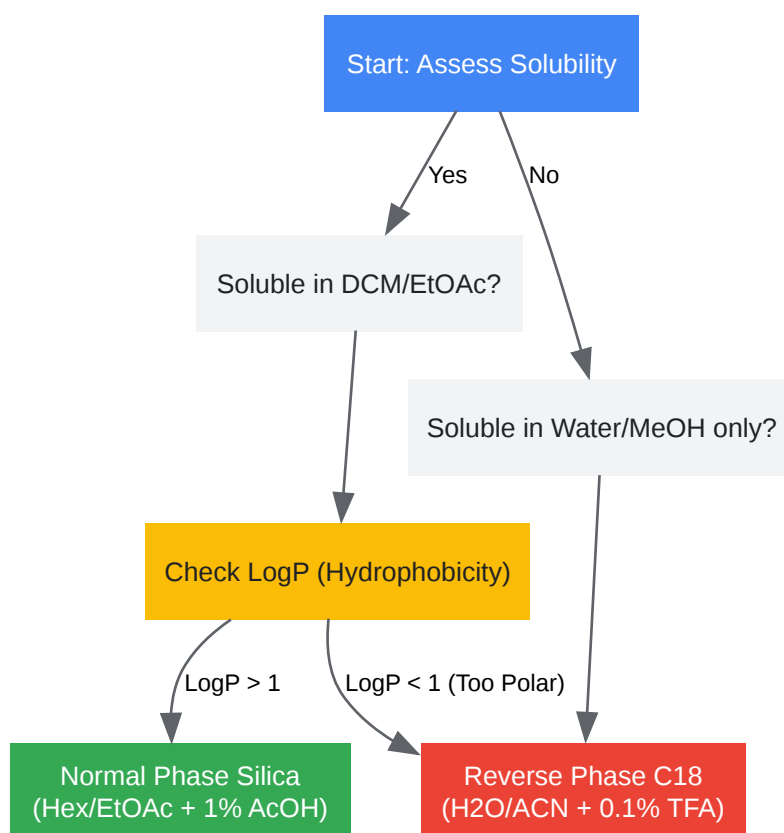 Start: Assess Solubility
Yes
No
Soluble in DCM/EtOAc?
Soluble in Water/MeOH only?
Check LogP (Hydrophobicity)
LogP > 1
LogP < 1 (Too Polar)
Normal Phase Silica
(Hex/EtOAc + 1% AcOH)
Reverse Phase C18
(H2O/ACN + 0.1% TFA)